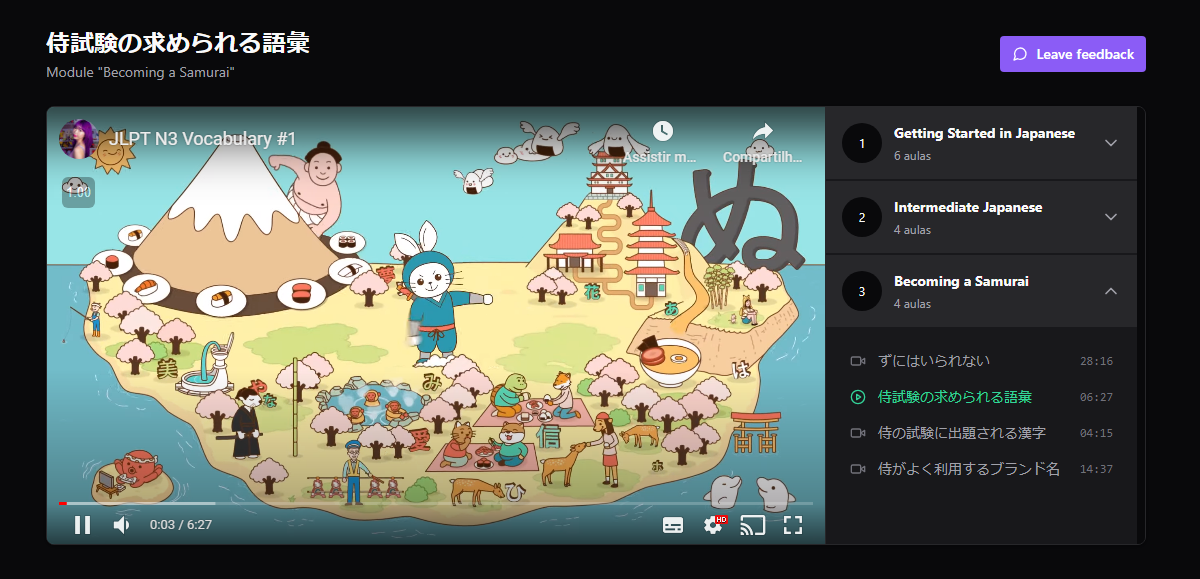 侍試験の求められる語彙
Module "Becoming a Samurai"
Leave feedback
JLPT N3 Vocabulary #1
Assistir m...
Compartilh...
1:00
ぬ
花
あ
美
み
は
な
信
ホ
ひ
0:03 / 6:27
HD
1
Getting Started in Japanese
6 aulas
2
Intermediate Japanese
4 aulas
3
Becoming a Samurai
4 aulas
ずにはいられない
28:16
侍試験の求められる語彙
06:27
侍の試験に出題される漢字
04:15
侍がよく利用するブランド名
14:37